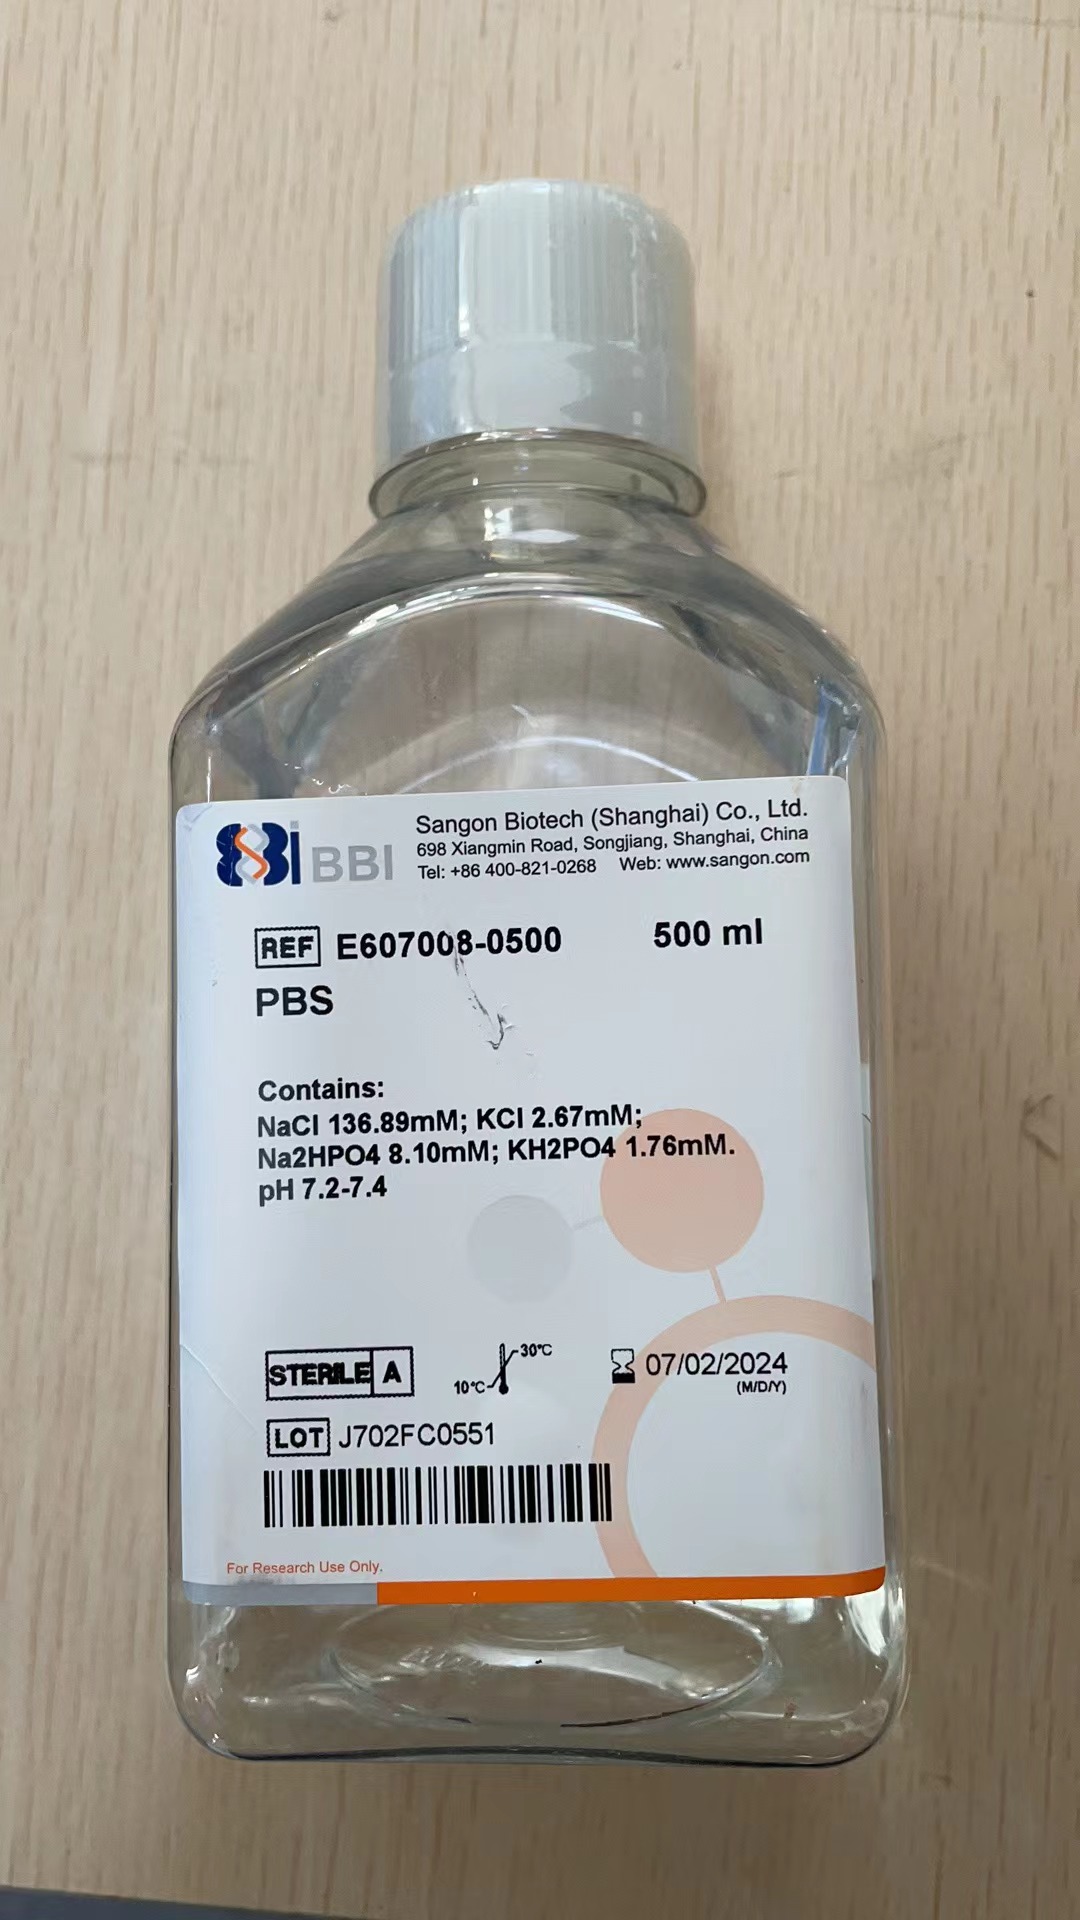 BBI
Sangon Biotech (Shanghai) Co., Ltd.
698 Xiangmin Road, Songjiang, Shanghai, China
Tel: +86 400-821-0268 Web: www.sangon.com
REF E607008-0500 500 ml
PBS
Contains:
NaCl 136.89mM; KCl 2.67mM;
Na2HPO4 8.10mM; KH2PO4 1.76mM.
pH 7.2-7.4
STERILE A 10℃ 30℃ 07/02/2024
(M/D/Y)
LOT J702FC0551
For Research Use Only.